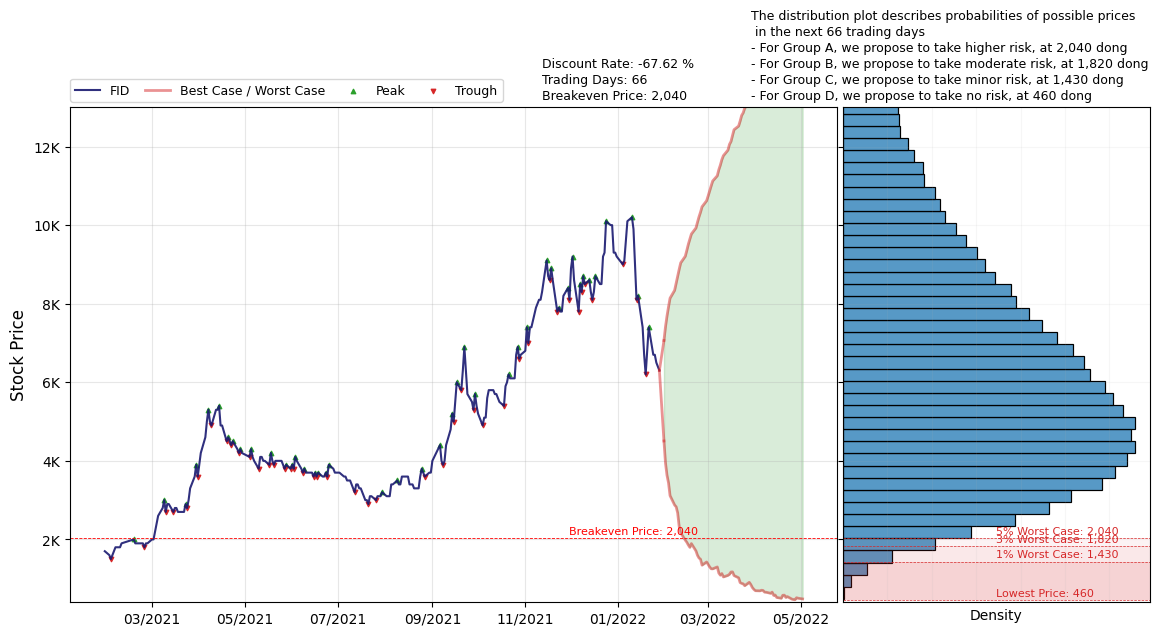 The distribution plot describes probabilities of possible prices
in the next 66 trading days
- For Group A, we propose to take higher risk, at 2,040 dong
- For Group B, we propose to take moderate risk, at 1,820 dong
- For Group C, we propose to take minor risk, at 1,430 dong
- For Group D, we propose to take no risk, at 460 dong
Discount Rate: -67.62 %
Trading Days: 66
Breakeven Price: 2,040
FID
Best Case / Worst Case
Peak
Trough
Stock Price
12K
10K
8K
6K
4K
2K
Breakeven Price: 2,040
5% Worst Case: 2,040
3% Worst Case: 1,820
1% Worst Case: 1,430
Lowest Price: 460
03/2021
05/2021
07/2021
09/2021
11/2021
01/2022
03/2022
05/2022
Density